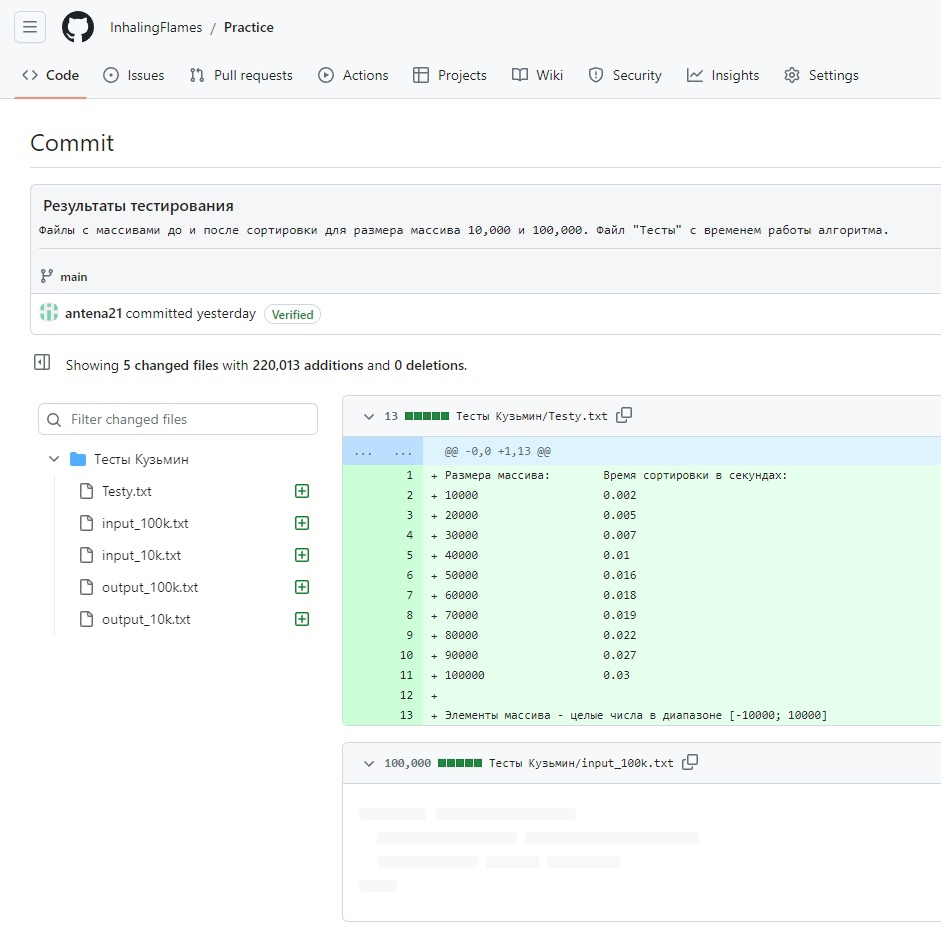 InhalingFlames / Practice
Code Issues Pull requests Actions Projects Wiki Security Insights Settings
Commit
Результаты тестирования
Файлы с массивами до и после сортировки для размера массива 10,000 и 100,000. Файл "Тесты" с временем работы алгоритма.
main
antena21 committed yesterday Verified
Showing 5 changed files with 220,013 additions and 0 deletions.
Filter changed files
Тесты Кузьмин
Testy.txt
input_100k.txt
input_10k.txt
output_100k.txt
output_10k.txt
13 Тесты Кузьмин/Testy.txt
... ... @@ -0,0 +1,13 @@
1 + Размера массива: Время сортировки в секундах:
2 + 10000 0.002
3 + 20000 0.005
4 + 30000 0.007
5 + 40000 0.01
6 + 50000 0.016
7 + 60000 0.018
8 + 70000 0.019
9 + 80000 0.022
10 + 90000 0.027
11 + 100000 0.03
12 +
13 + Элементы массива - целые числа в диапазоне [-10000; 10000]
100,000 Тесты Кузьмин/input_100k.txt